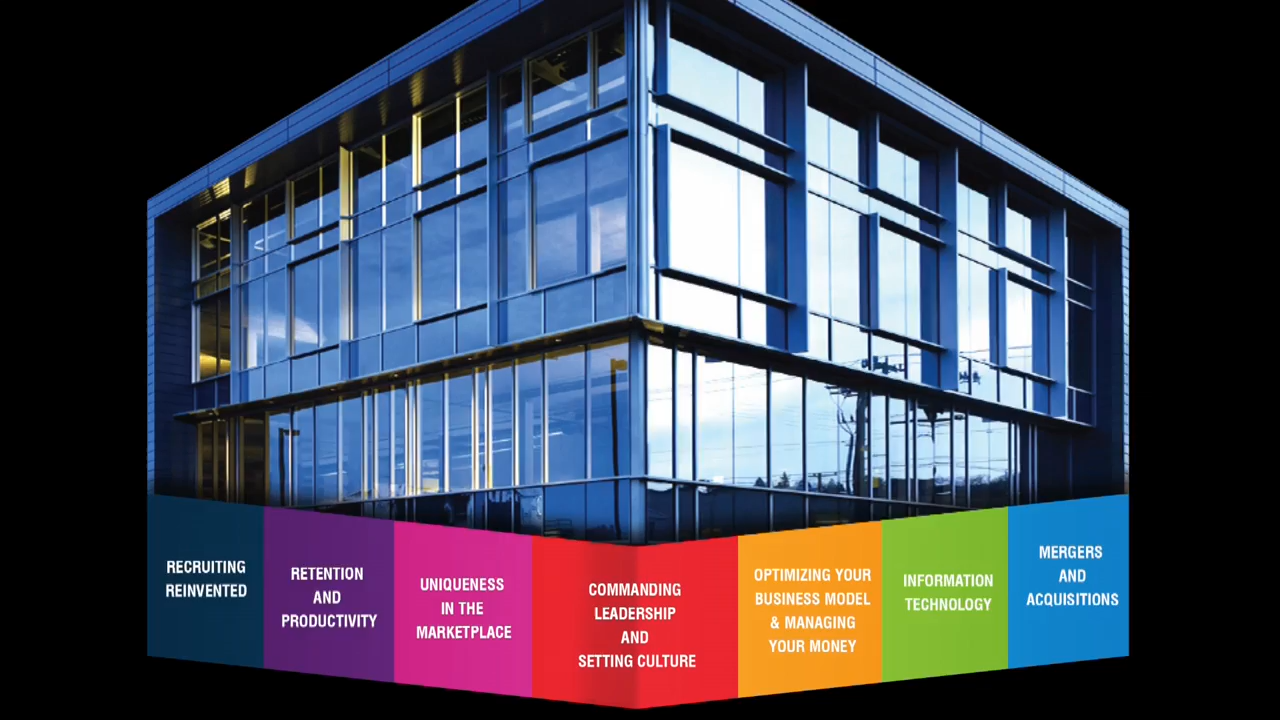 RECRUITING
REINVENTED
RETENTION
AND
PRODUCTIVITY
UNIQUENESS
IN THE
MARKETPLACE
COMMANDING
LEADERSHIP
AND
SETTING CULTURE
OPTIMIZING YOUR
BUSINESS MODEL
& MANAGING
YOUR MONEY
INFORMATION
TECHNOLOGY
MERGERS
AND
ACQUISITIONS